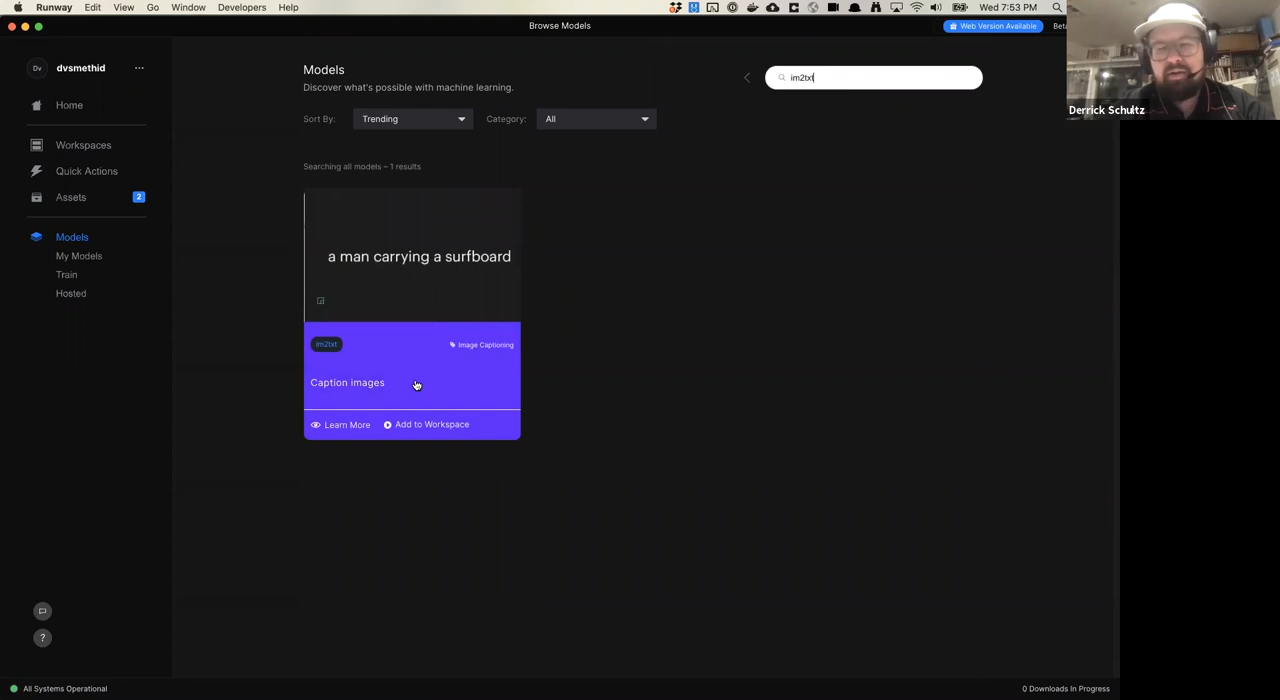 Runway Edit View Go Window Developers Help
Wed 7:53 PM
Browse Models
Web Version Available
Beta
Derrick Schultz
Dv dvsmethid ...
Home
Workspaces
Quick Actions
Assets 2
Models
My Models
Train
Hosted
Models
Discover what's possible with machine learning.
im2txt
Sort By: Trending Category: All
Searching all models – 1 results
a man carrying a surfboard
im2txt
Image Captioning
Caption images
Learn More Add to Workspace
?
All Systems Operational
0 Downloads In Progress